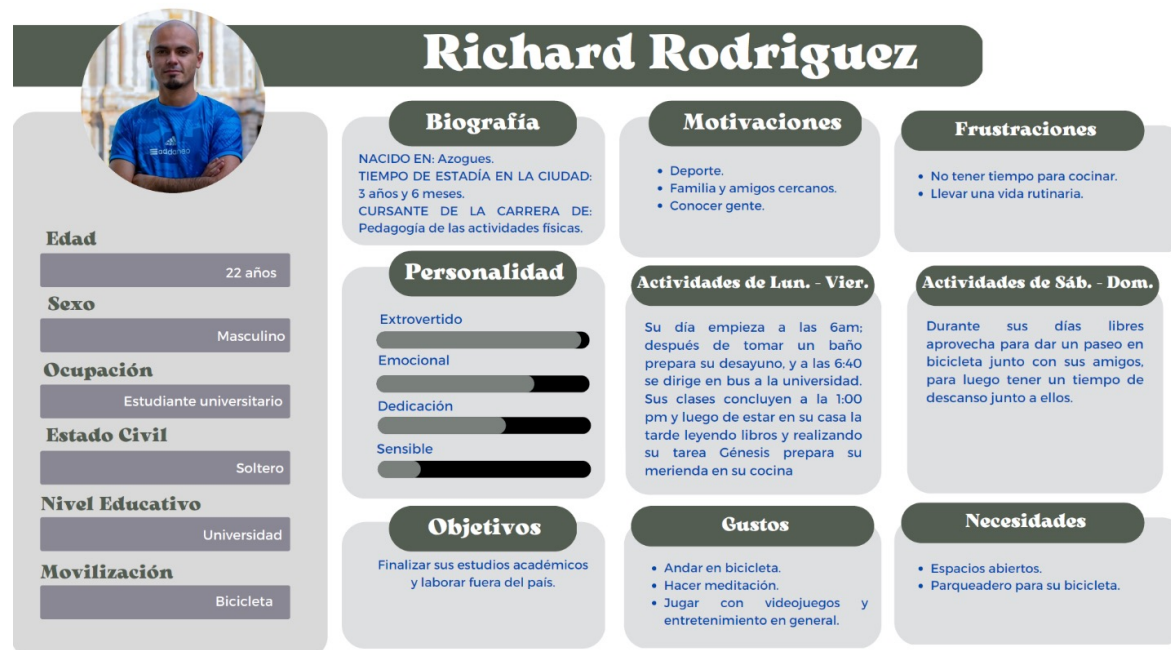 Richard Rodriguez
Edad
22 años
Sexo
Masculino
Ocupación
Estudiante universitario
Estado Civil
Soltero
Nivel Educativo
Universidad
Movilización
Bicicleta
Biografía
NACIDO EN: Azogues.
TIEMPO DE ESTADÍA EN LA CIUDAD:
3 años y 6 meses.
CURSANTE DE LA CARRERA DE:
Pedagogía de las actividades físicas.
Motivaciones
• Deporte.
• Familia y amigos cercanos.
• Conocer gente.
Frustraciones
• No tener tiempo para cocinar.
• Llevar una vida rutinaria.
Personalidad
Extrovertido
Emocional
Dedicación
Sensible
Actividades de Lun. - Vier.
Su día empieza a las 6am;
después de tomar un baño
prepara su desayuno, y a las 6:40
se dirige en bus a la universidad.
Sus clases concluyen a la 1:00
pm y luego de estar en su casa la
tarde leyendo libros y realizando
su tarea Génesis prepara su
merienda en su cocina
Actividades de Sáb. - Dom.
Durante sus días libres
aprovecha para dar un paseo en
bicicleta junto con sus amigos,
para luego tener un tiempo de
descanso junto a ellos.
Objetivos
Finalizar sus estudios académicos
y laborar fuera del país.
Gustos
• Andar en bicicleta.
• Hacer meditación.
• Jugar con videojuegos y
entretenimiento en general.
Necesidades
• Espacios abiertos.
• Parqueadero para su bicicleta.